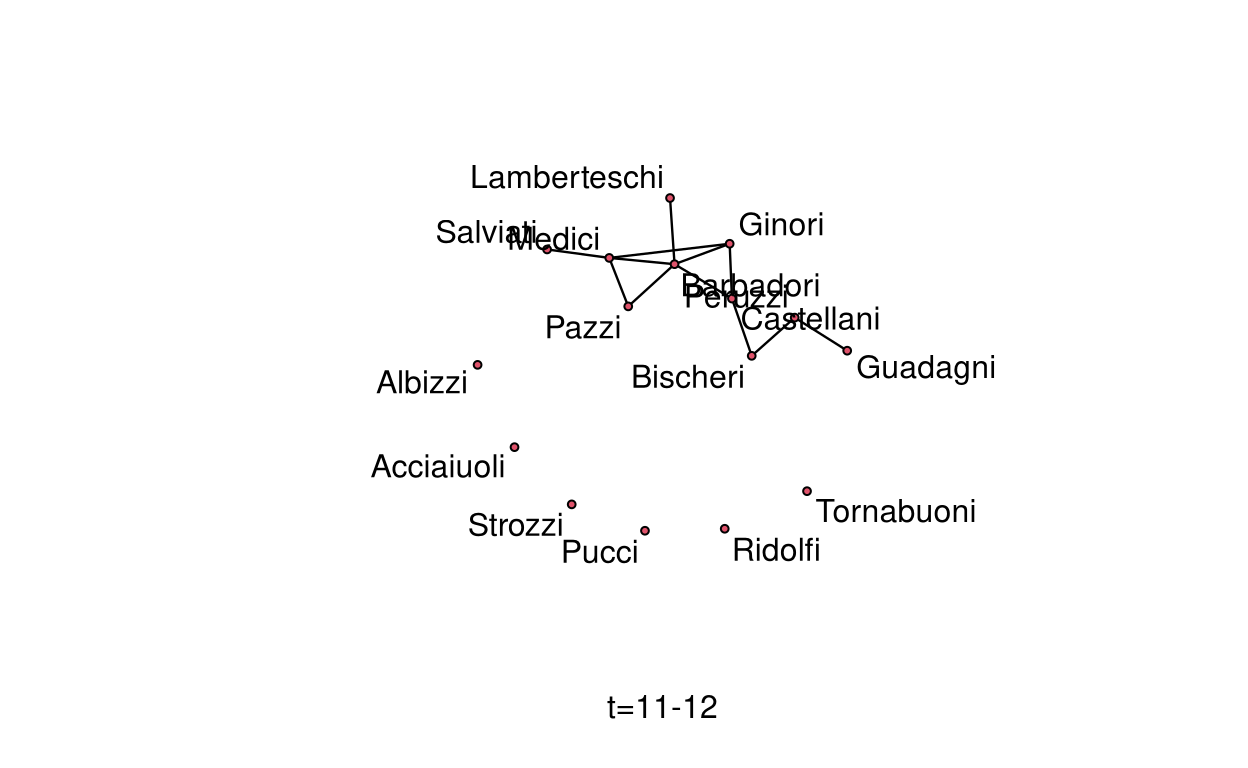 Lamberteschi
Ginori
Salviati
Medici
Barbadori
Peruzzi
Castellani
Pazzi
Guadagni
Bischeri
Albizzi
Acciaiuoli
Tornabuoni
Strozzi
Pucci
Ridolfi
t=11-12